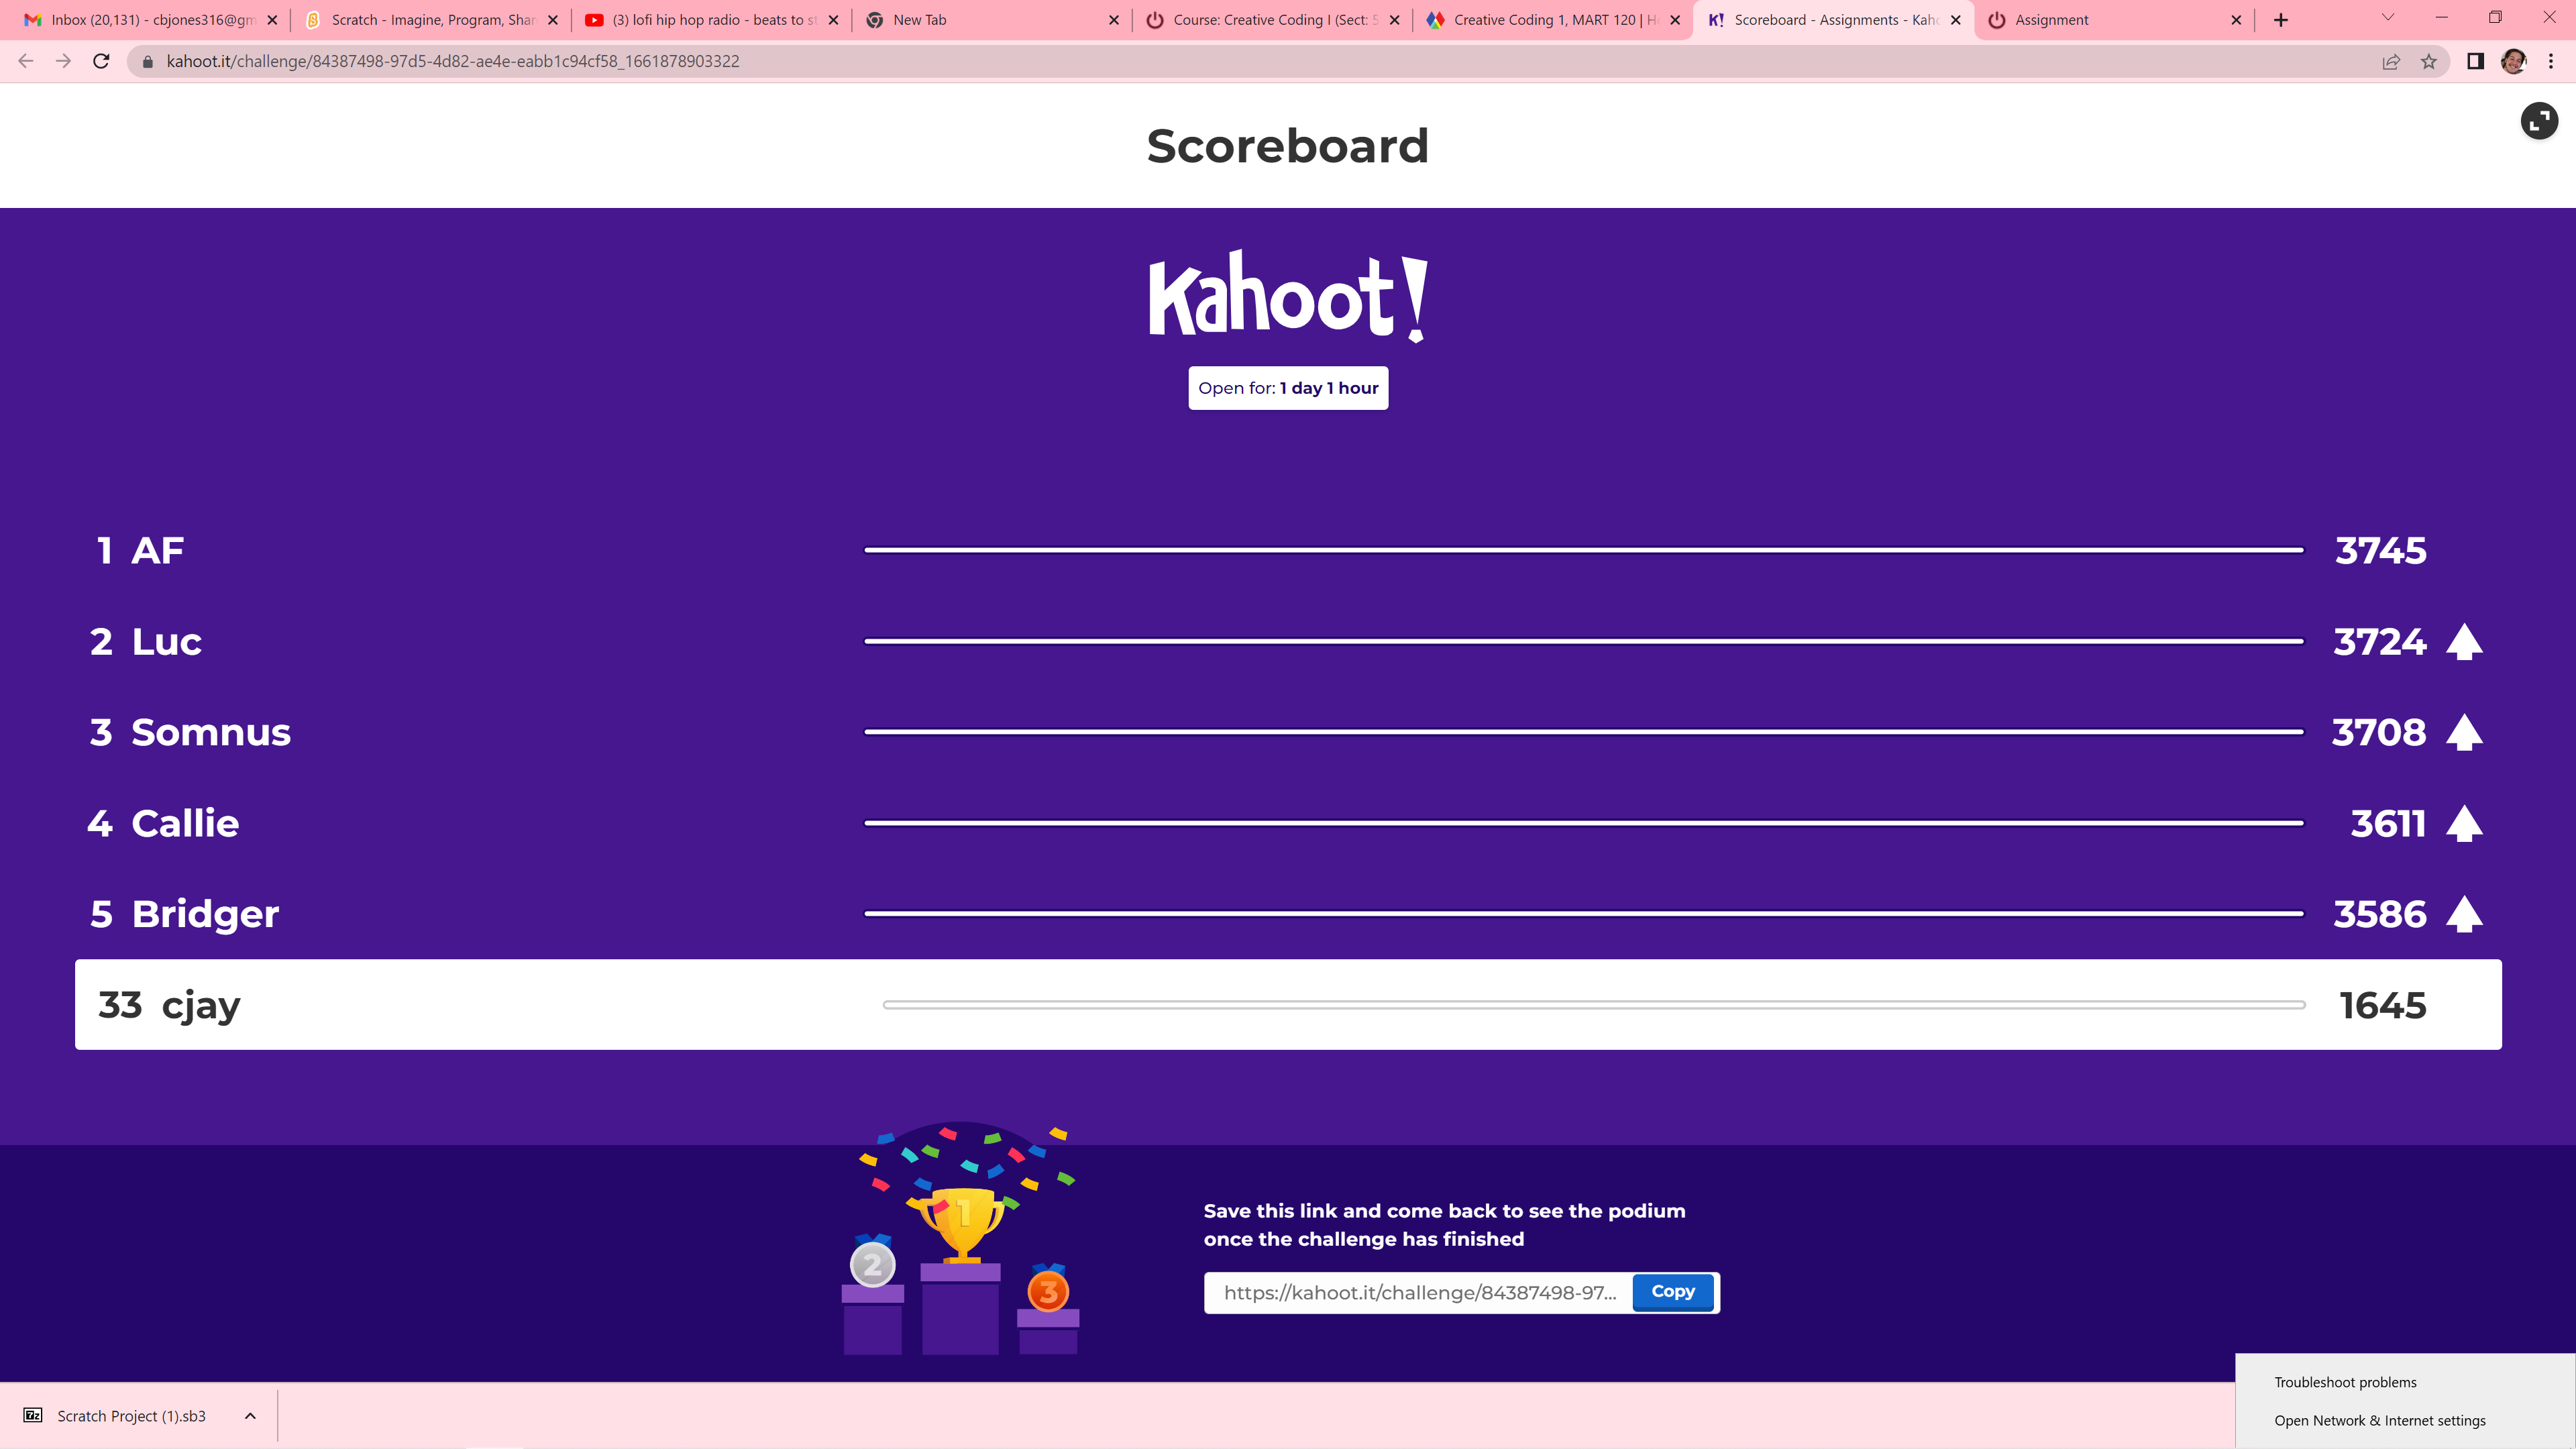 Inbox (20,131) - cbjones316@gm
Scratch - Imagine, Program, Shar
(3) lofi hip hop radio - beats to st
New Tab
Course: Creative Coding I (Sect: 5
Creative Coding 1, MART 120 | H
K! Scoreboard - Assignments - Kaho
Assignment
kahoot.it/challenge/84387498-97d5-4d82-ae4e-eabb1c94cf58_1661878903322
Scoreboard
Kahoot!
Open for: 1 day 1 hour
1 AF 3745
2 Luc 3724
3 Somnus 3708
4 Callie 3611
5 Bridger 3586
33 cjay 1645
1
2
3
Save this link and come back to see the podium
once the challenge has finished
https://kahoot.it/challenge/84387498-97... Copy
Troubleshoot problems
Open Network & Internet settings
7z Scratch Project (1).sb3